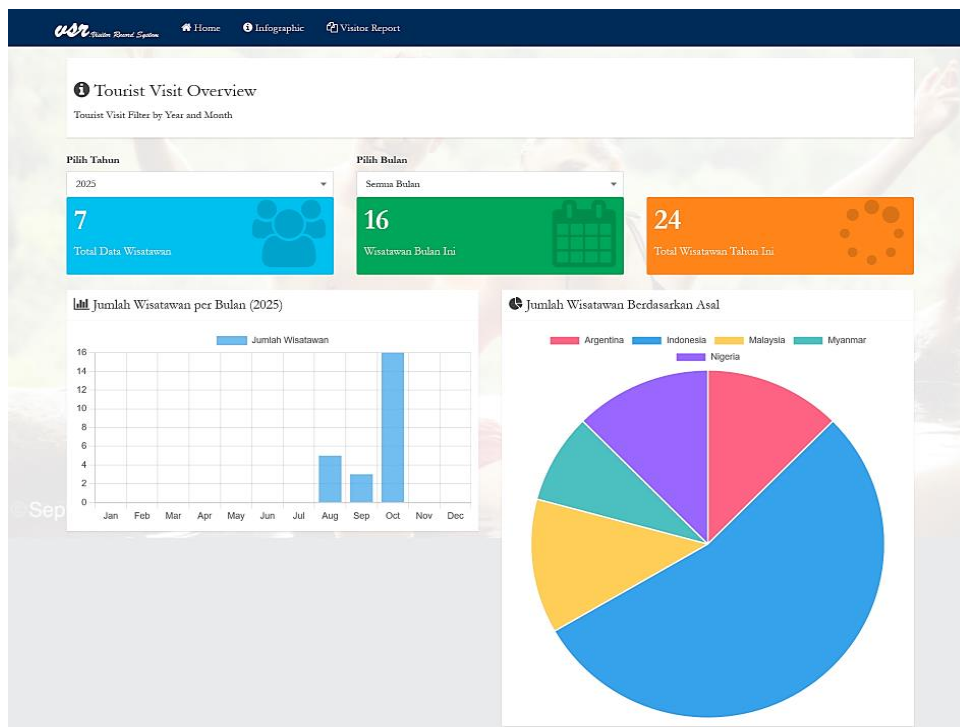 vsr Visitor Record System Home Infographic Visitor Report
Tourist Visit Overview
Tourist Visit Filter by Year and Month
Pilih Tahun
2025
Pilih Bulan
Semua Bulan
7
Total Data Wisatawan
16
Wisatawan Bulan Ini
24
Total Wisatawan Tahun Ini
Jumlah Wisatawan per Bulan (2025)
Jumlah Wisatawan
16
14
12
10
8
6
4
2
0
Jan Feb Mar Apr May Jun Jul Aug Sep Oct Nov Dec
Jumlah Wisatawan Berdasarkan Asal
Argentina Indonesia Malaysia Myanmar
Nigeria
©Sep